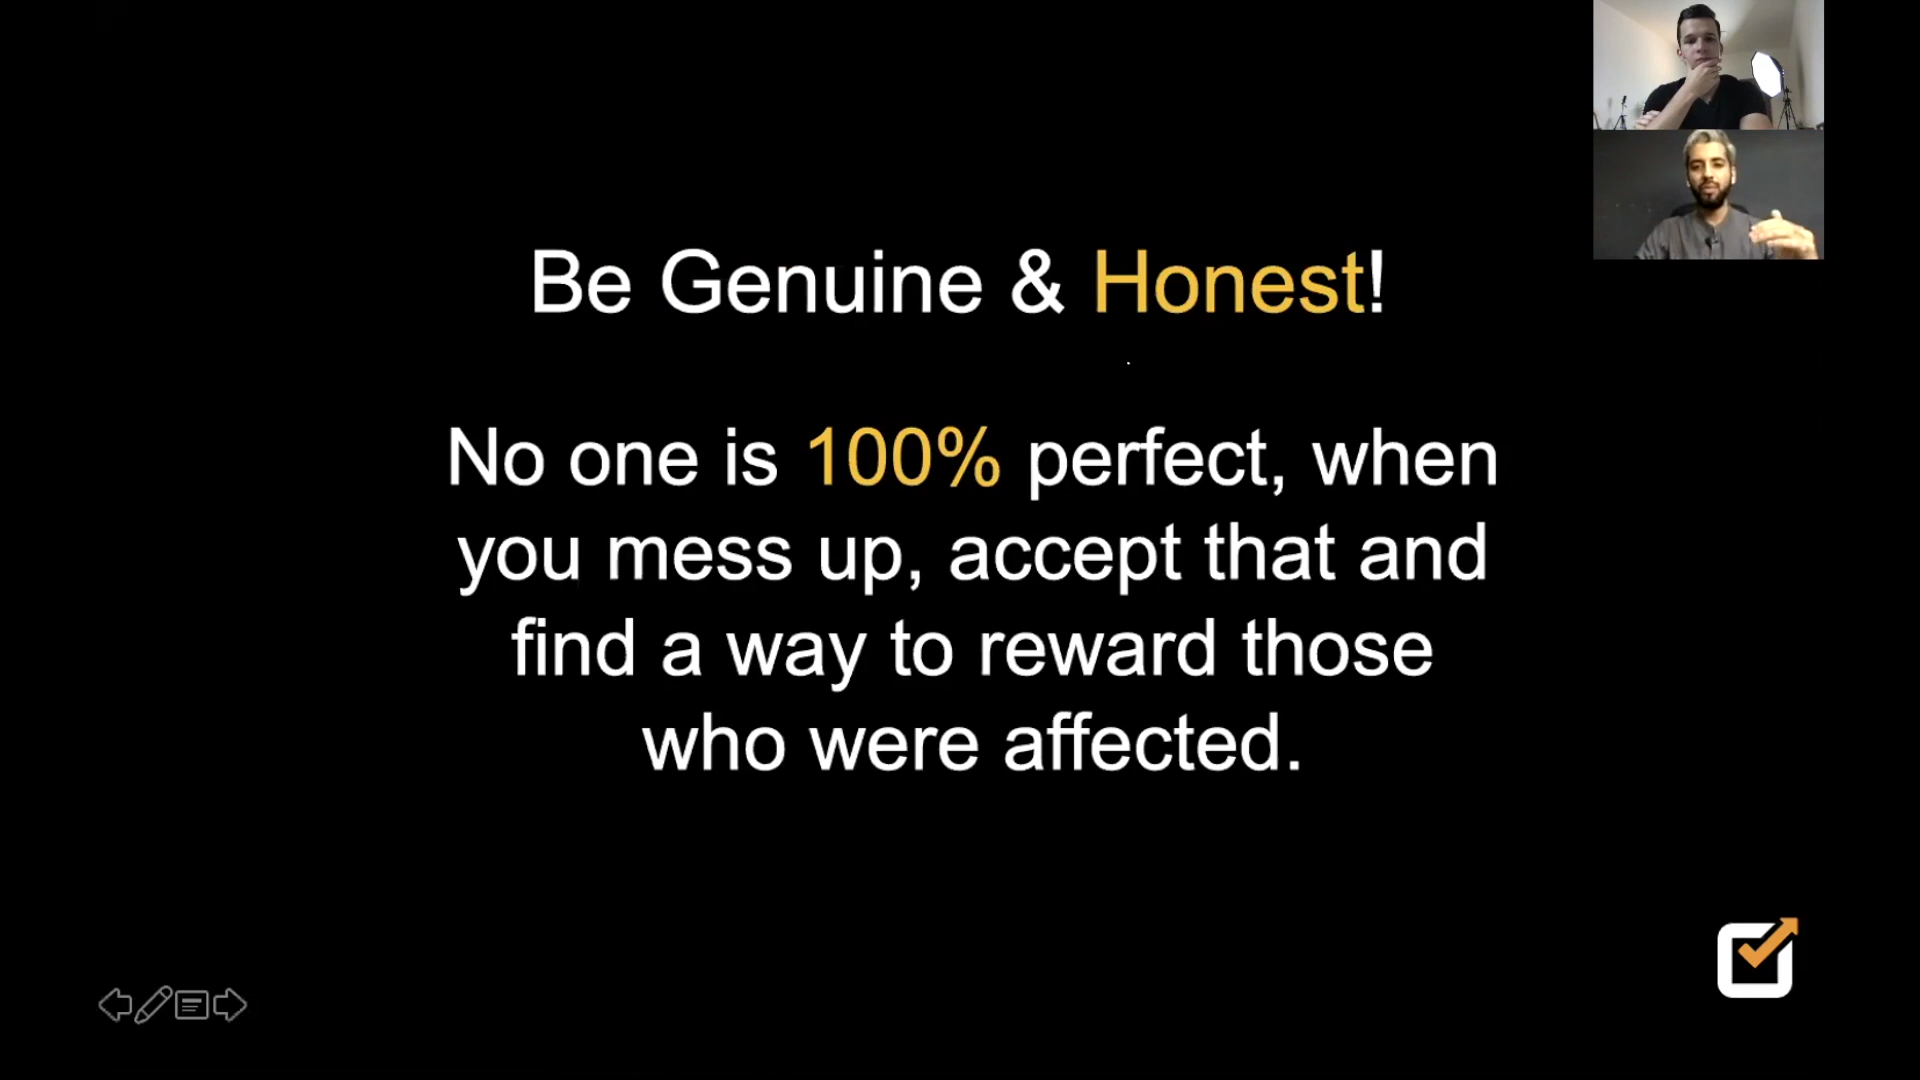 Be Genuine & Honest!
No one is 100% perfect, when
you mess up, accept that and
find a way to reward those
who were affected.